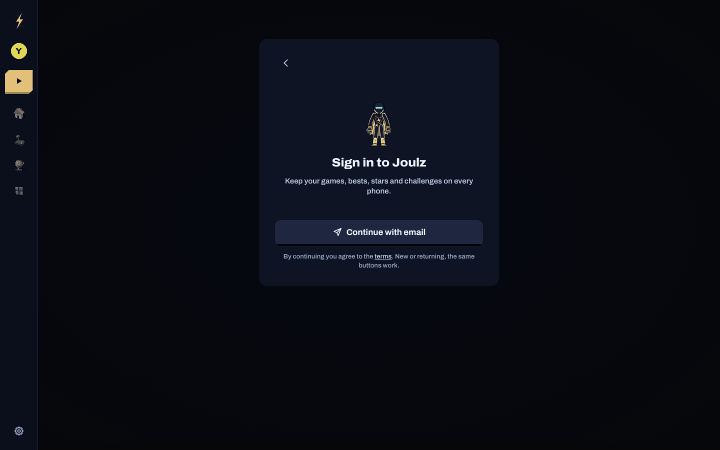 Y
Sign in to Joulz
Keep your games, bests, stars and challenges on every
phone.
Continue with email
By continuing you agree to the terms. New or returning, the same
buttons work.